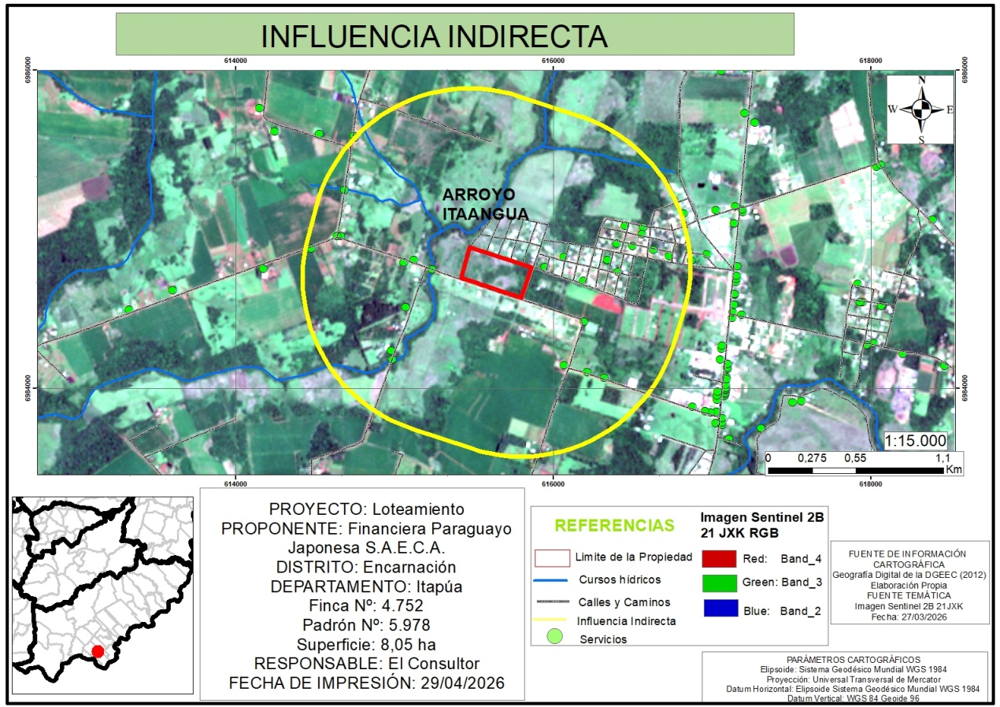 INFLUENCIA INDIRECTA
614000
616000
618000
6986000
6986000
N
W
E
S
ARROYO
ITAANGUA
6984000
6984000
1:15.000
0 0,275 0,55 1.1
Km
614000
616000
618000
PROYECTO: Loteamiento
PROPONENTE: Financiera Paraguayo
Japonesa S.A.E.C.A.
DISTRITO: Encarnación
DEPARTAMENTO: Itapúa
Finca Nº: 4.752
Padrón Nº: 5.978
Superficie: 8,05 ha
RESPONSABLE: El Consultor
FECHA DE IMPRESIÓN: 29/04/2026
REFERENCIAS
Limite de la Propiedad
Cursos hídricos
Calles y Caminos
Influencia Indirecta
Servicios
Imagen Sentinel 2B
21 JXK RGB
Red: Band_4
Green: Band_3
Blue: Band_2
FUENTE DE INFORMACIÓN
CARTOGRÁFICA
Geografía Digital de la DGEEC (2012)
Elaboración Propia
FUENTE TEMÁTICA
Imagen Sentinel 2B 21JXK
Fecha: 27/03/2026
PARÁMETROS CARTOGRÁFICOS
Elipsoide: Sistema Geodésico Mundial WGS 1984
Proyección: Universal Transversal de Mercator
Datum Horizontal: Elipsoide Sistema Geodésico Mundial WGS 1984
Datum Vertical: WGS 84 Geoide 96